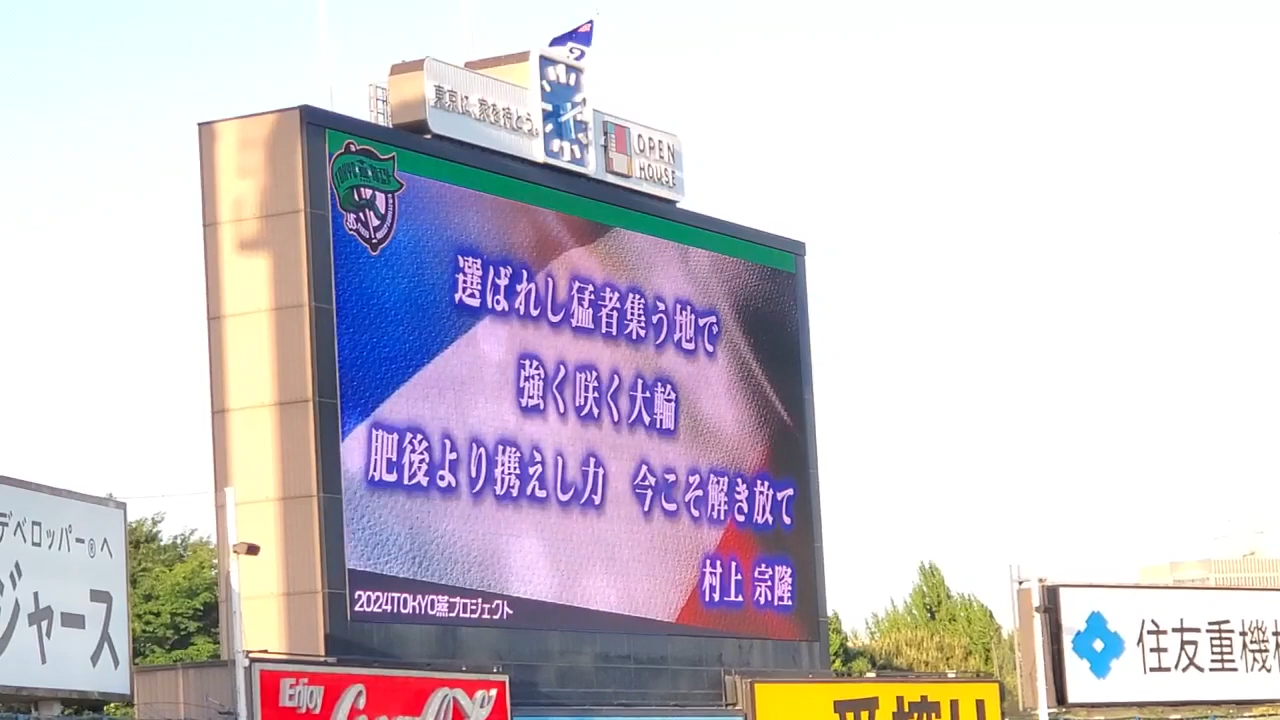 東京に、家を持とう。
OPEN
HOUSE
選ばれし猛者集う地で
強く咲く大輪
肥後より携えし力　今こそ解き放て
村上 宗隆
2024TOKYO燕プロジェクト
デベロッパー®へ
ジャース
Enjoy
Coca-Cola
住友重機械